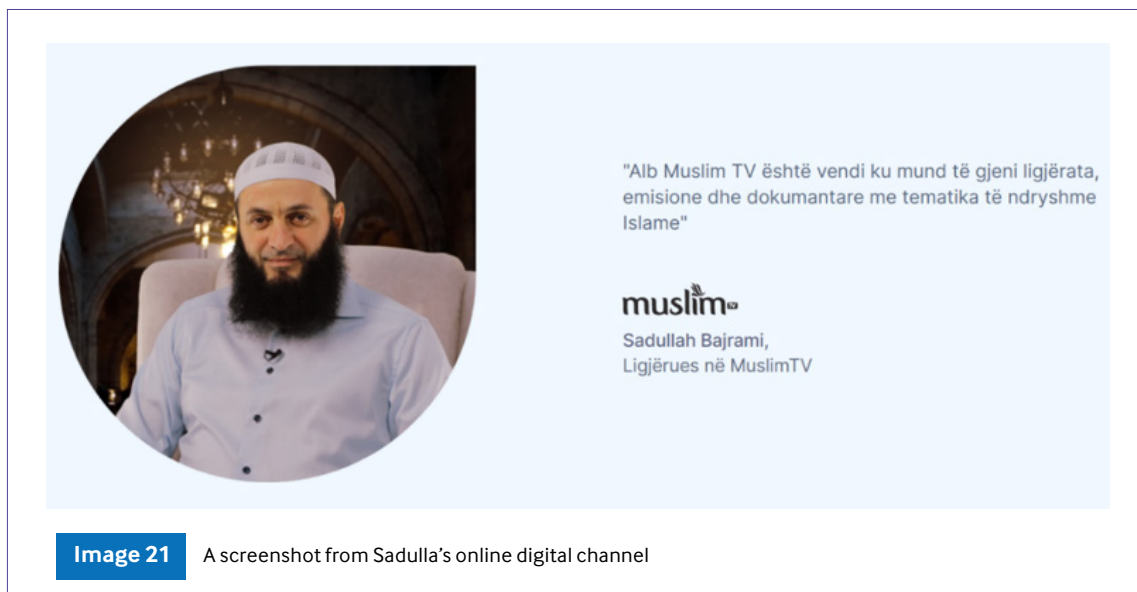 "Alb Muslim TV është vendi ku mund të gjeni ligjërata,
emisione dhe dokumantare me tematika të ndryshme
Islame"
muslim TV
Sadullah Bajrami,
Ligjërues në MuslimTV
Image 21 A screenshot from Sadulla’s online digital channel